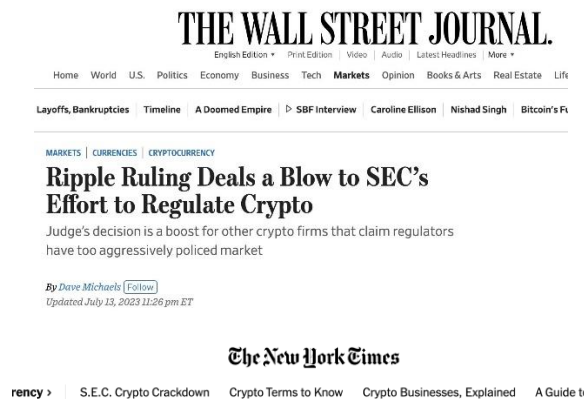 THE WALL STREET JOURNAL.
English Edition Print Edition Video Audio Latest Headlines More
Home World U.S. Politics Economy Business Tech Markets Opinion Books & Arts Real Estate
Layoffs, Bankruptcies Timeline A Doomed Empire SBF Interview Caroline Ellison Nishad Singh Bitcoin's
MARKETS | CURRENCIES | CRYPTOCURRENCY
Ripple Ruling Deals a Blow to SEC's
Effort to Regulate Crypto
Judge's decision is a boost for other crypto firms that claim regulators
have too aggressively policed market
By Dave Michaels Follow
Updated July 13, 2023 11:26 pm ET
The New York Times
rency > S.E.C. Crypto Crackdown Crypto Terms to Know Crypto Businesses, Explained A Guide